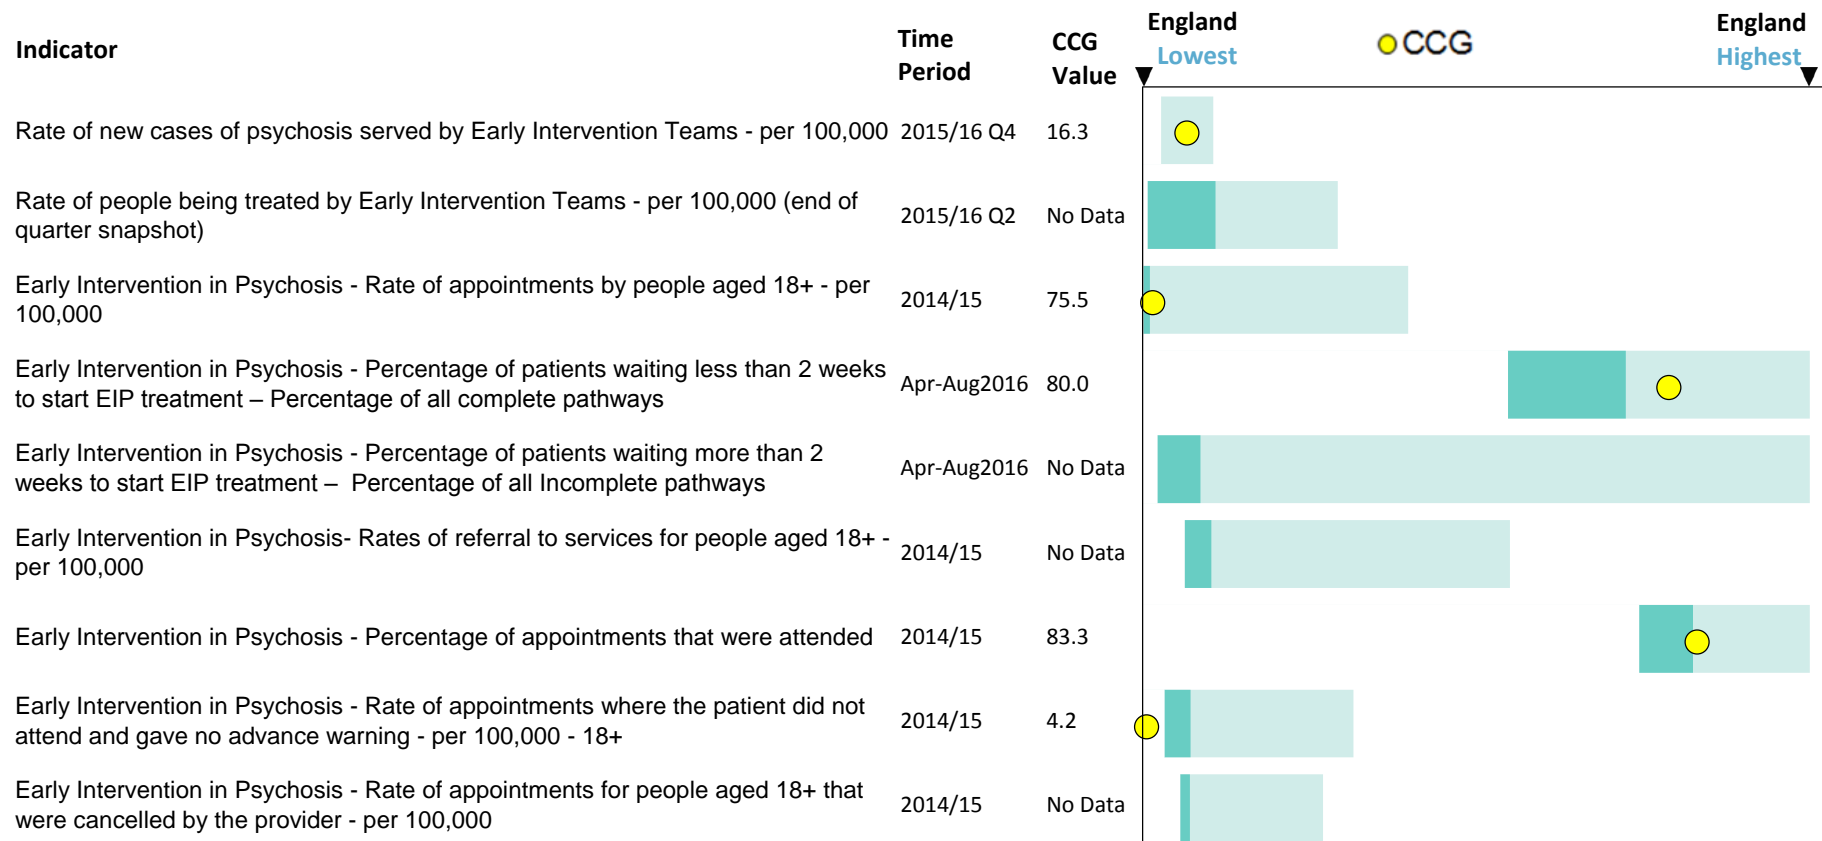 Indicator
Time Period
CCG Value
England Lowest
CCG
England Highest
Rate of new cases of psychosis served by Early Intervention Teams - per 100,000 2015/16 Q4 16.3
Rate of people being treated by Early Intervention Teams - per 100,000 (end of
quarter snapshot)
2015/16 Q2 No Data
Early Intervention in Psychosis - Rate of appointments by people aged 18+ - per
100,000
2014/15 75.5
Early Intervention in Psychosis - Percentage of patients waiting less than 2 weeks
to start EIP treatment – Percentage of all complete pathways
Apr-Aug2016 80.0
Early Intervention in Psychosis - Percentage of patients waiting more than 2
weeks to start EIP treatment – Percentage of all Incomplete pathways
Apr-Aug2016 No Data
Early Intervention in Psychosis- Rates of referral to services for people aged 18+ -
per 100,000
2014/15 No Data
Early Intervention in Psychosis - Percentage of appointments that were attended 2014/15 83.3
Early Intervention in Psychosis - Rate of appointments where the patient did not
attend and gave no advance warning - per 100,000 - 18+
2014/15 4.2
Early Intervention in Psychosis - Rate of appointments for people aged 18+ that
were cancelled by the provider - per 100,000
2014/15 No Data